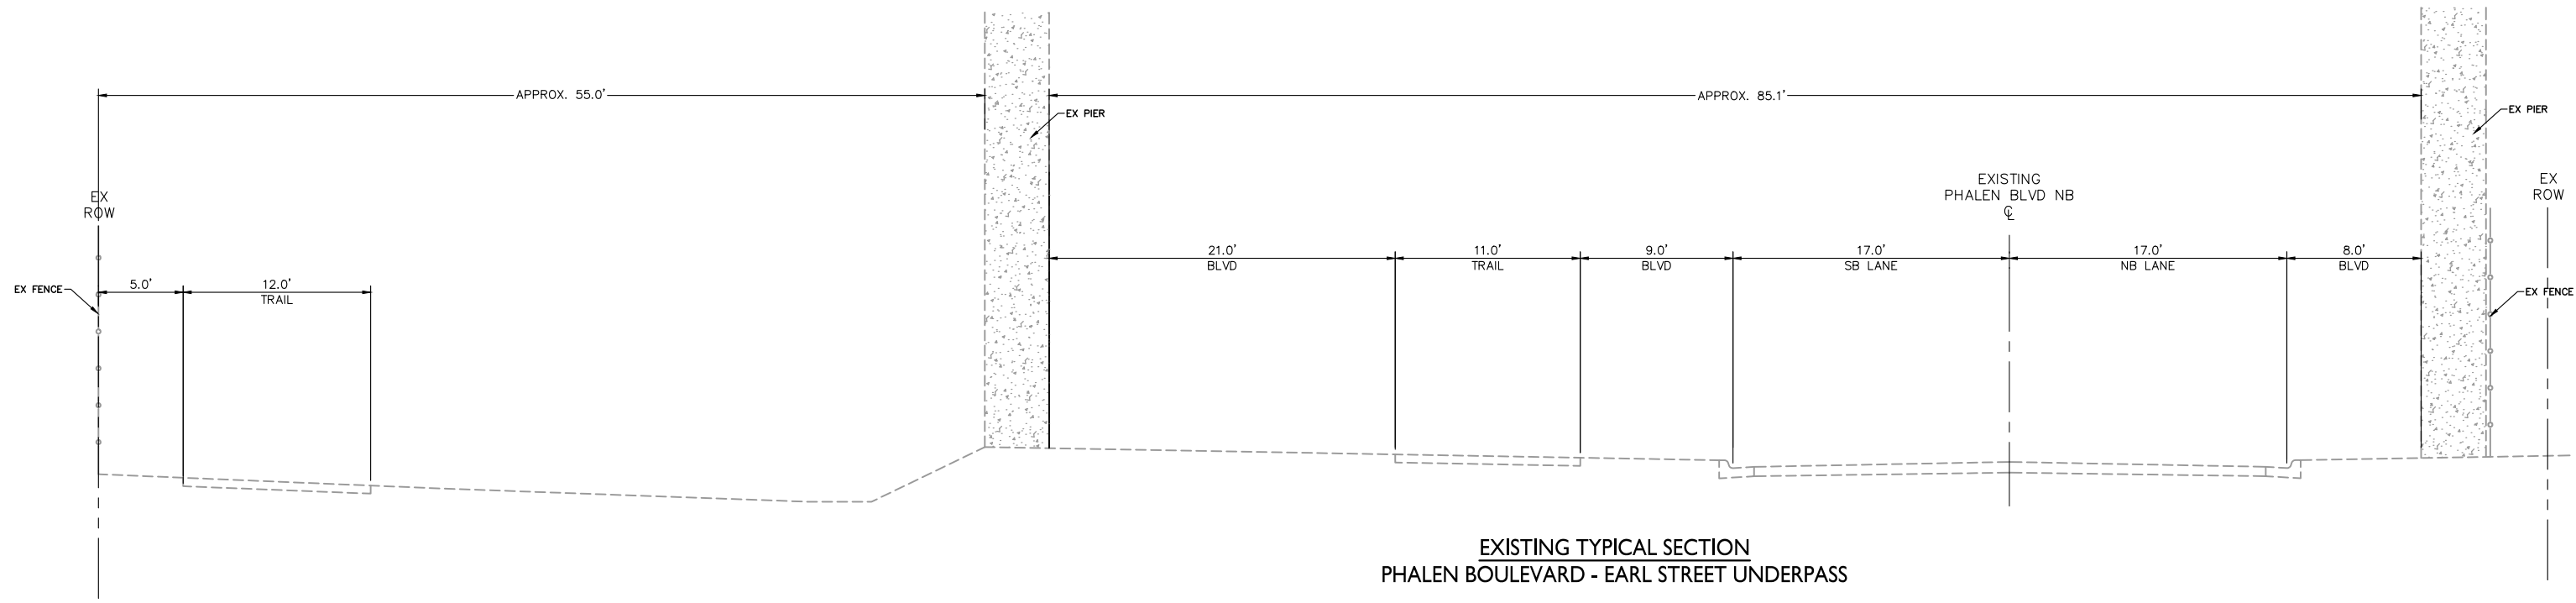 APPROX. 55.0'
APPROX. 85.1'
EX PIER
EX PIER
EX
ROW
EXISTING
PHALEN BLVD NB
℄
EX
ROW
21.0'
BLVD
11.0'
TRAIL
9.0'
BLVD
17.0'
SB LANE
17.0'
NB LANE
8.0'
BLVD
EX FENCE
5.0'
12.0'
TRAIL
EX FENCE
EXISTING TYPICAL SECTION
PHALEN BOULEVARD - EARL STREET UNDERPASS